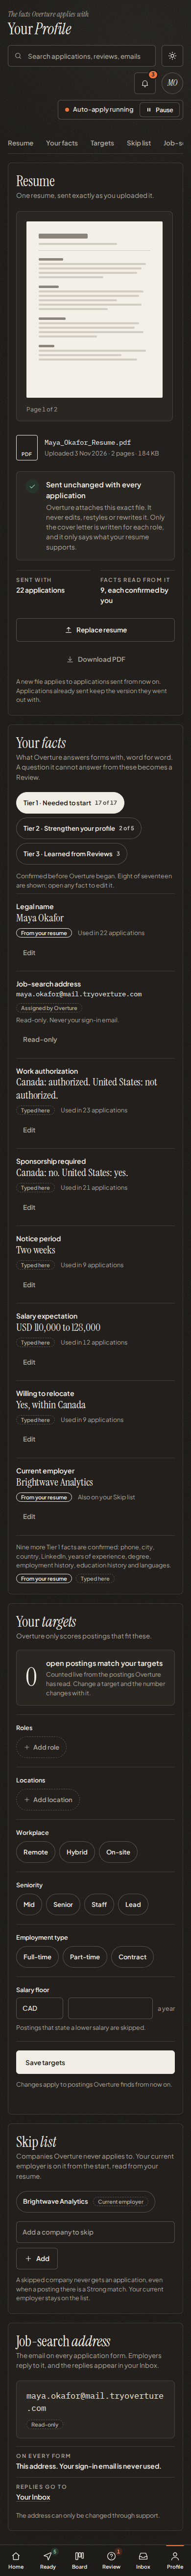 The facts Overture applies with
Your Profile
Search applications, reviews, emails
3
MO
Auto-apply running
Pause
Resume Your facts Targets Skip list Job-s
Resume
One resume, sent exactly as you uploaded it.
Page 1 of 2
PDF
Maya_Okafor_Resume.pdf
Uploaded 3 Nov 2026 · 2 pages · 184 KB
Sent unchanged with every
application
Overture attaches this exact file. It
never edits, restyles or rewrites it. Only
the cover letter is written for each role,
and it only says what your resume
supports.
SENT WITH
22 applications
FACTS READ FROM IT
9, each confirmed by
you
Replace resume
Download PDF
A new file applies to applications sent from now on.
Applications already sent keep the version they went
out with.
Your facts
What Overture answers forms with, word for word.
A question it cannot answer from these becomes a
Review.
Tier 1 · Needed to start 17 of 17
Tier 2 · Strengthen your profile 2 of 5
Tier 3 · Learned from Reviews 3
Confirmed before Overture began. Eight of seventeen
are shown; open any fact to edit it.
Legal name
Maya Okafor
From your resume Used in 22 applications
Edit
Job-search address
maya.okafor@mail.tryoverture.com
Assigned by Overture
Read-only. Never your sign-in email.
Read-only
Work authorization
Canada: authorized. United States: not
authorized.
Typed here Used in 23 applications
Edit
Sponsorship required
Canada: no. United States: yes.
Typed here Used in 21 applications
Edit
Notice period
Two weeks
Typed here Used in 9 applications
Edit
Salary expectation
USD 110,000 to 128,000
Typed here Used in 12 applications
Edit
Willing to relocate
Yes, within Canada
Typed here Used in 9 applications
Edit
Current employer
Brightwave Analytics
From your resume Also on your Skip list
Edit
Nine more Tier 1 facts are confirmed: phone, city,
country, LinkedIn, years of experience, degree,
employment history, education history and languages.
From your resume Typed here
Your targets
Overture only scores postings that fit these.
0
open postings match your targets
Counted live from the postings Overture
has read. Change a target and the number
changes with it.
Roles
Add role
Locations
Add location
Workplace
Remote Hybrid On-site
Seniority
Mid Senior Staff Lead
Employment type
Full-time Part-time Contract
Salary floor
CAD a year
Postings that state a lower salary are skipped.
Save targets
Changes apply to postings Overture finds from now on.
Skip list
Companies Overture never applies to. Your current
employer is on it from the start, read from your
resume.
Brightwave Analytics Current employer
Add a company to skip
Add
A skipped company never gets an application, even
when a posting there is a Strong match. Your current
employer stays on the list.
Job-search address
The email on every application form. Employers
reply to it, and the replies appear in your Inbox.
maya.okafor@mail.tryoverture
.com
Read-only
ON EVERY FORM
This address. Your sign-in email is never used.
REPLIES GO TO
Your Inbox
The address can only be changed through support.
5 1
Home Ready Board Review Inbox Profile